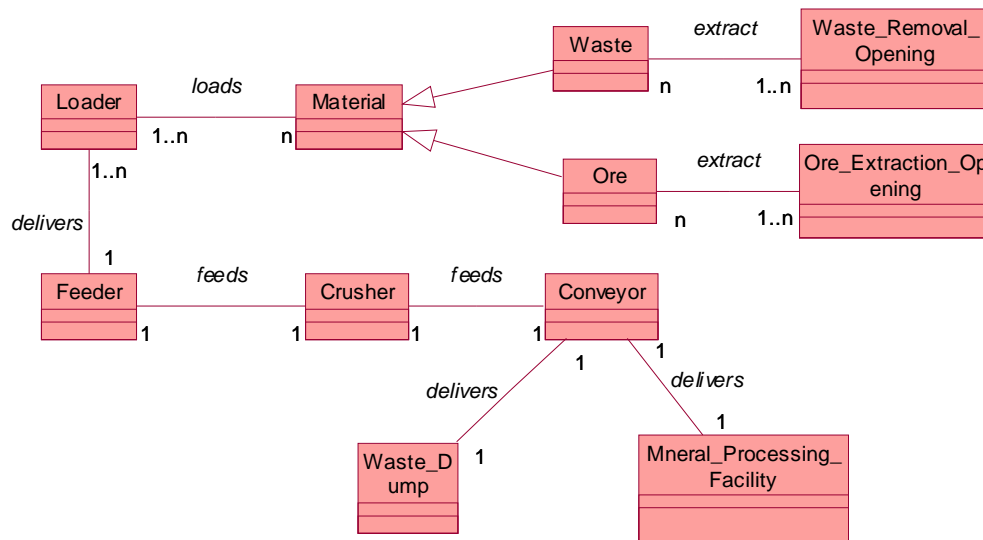 Waste
extract
Waste_Removal_
Opening
n
1..n
Loader
loads
Material
1..n
n
Ore
extract
Ore_Extraction_Op
ening
n
1..n
1..n
delivers
1
Feeder
feeds
Crusher
feeds
Conveyor
1
1
1
1
1
1
delivers
delivers
1
1
Waste_D
ump
Mneral_Processing_
Facility